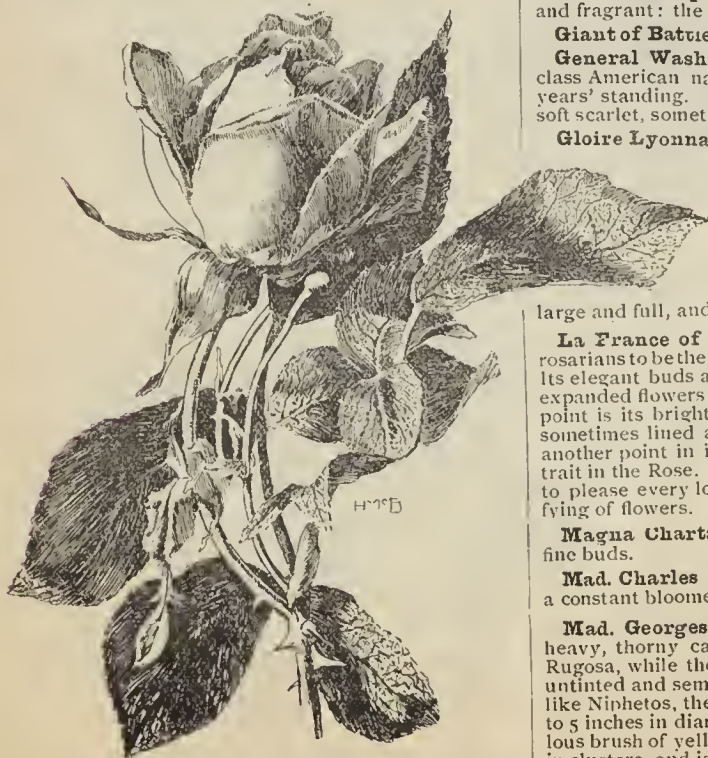 and fragrant: the
Giant of Battle
General Wash
class American na
years' standing.
soft scarlet, somet
Gloire Lyonna
large and full, and
La France of
rosarians to be the
Its elegant buds a
expanded flowers
point is its bright
sometimes lined a
another point in i
trait in the Rose.
to please every lo
fying of flowers.
Magna Charta
fine buds.
Mad. Charles
a constant bloome
Mad. Georges
heavy, thorny ca
Rugosa, while the
untinted and sem
like Niphetos, the
to 5 inches in diam
lous brush of yell